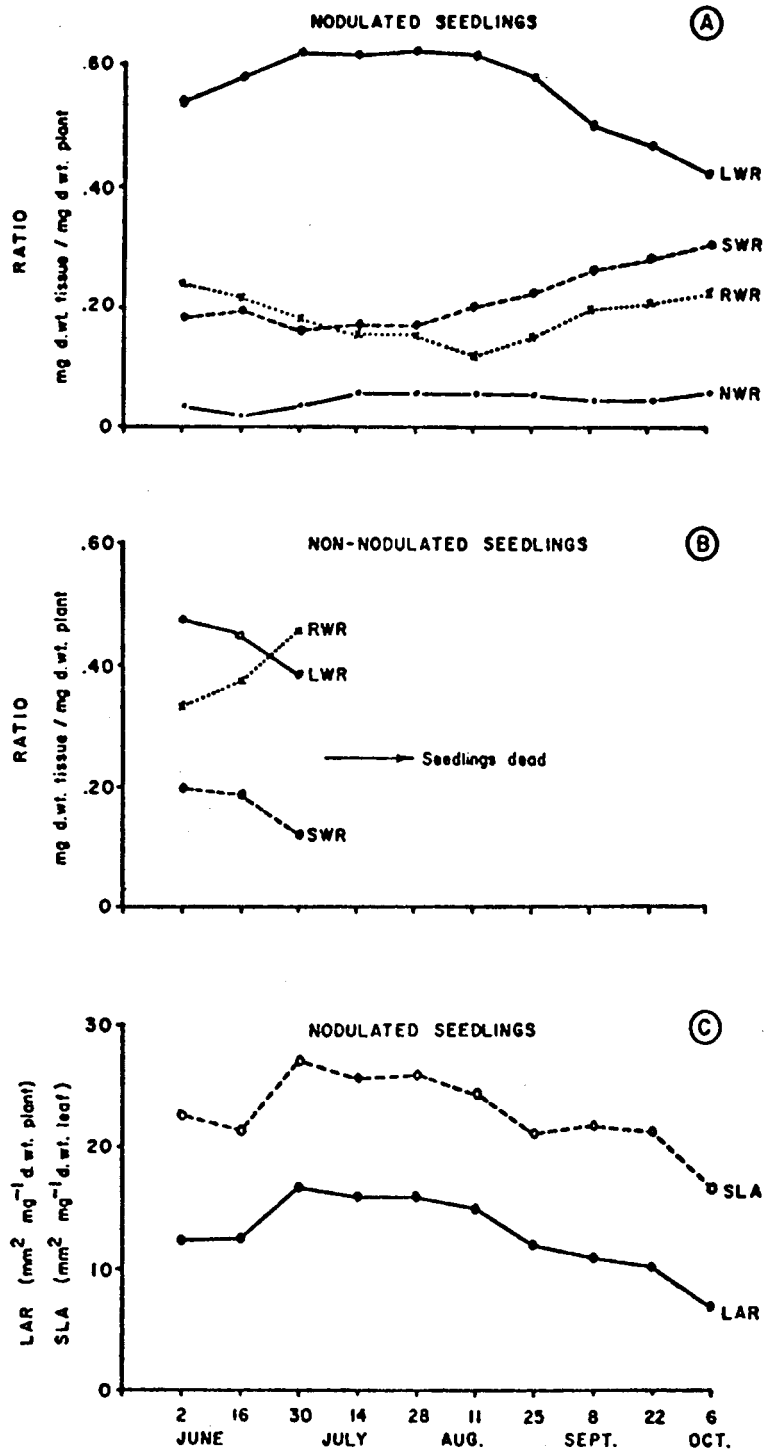 NODULATED SEEDLINGS
A
RATIO
mg d.wt. tissue / mg d wt. plant
.60
.40
.20
0
LWR
SWR
RWR
NWR
NON-NODULATED SEEDLINGS
B
RATIO
mg d.wt. tissue / mg d.wt. plant
.60
.40
.20
0
RWR
LWR
Seedlings dead
SWR
NODULATED SEEDLINGS
C
LAR (mm² mg⁻¹ d.wt. plant)
SLA (mm² mg⁻¹ d.wt. leaf)
30
20
10
0
SLA
LAR
2 16 30 14 28 11 25 8 22 6
JUNE JULY AUG. SEPT. OCT.